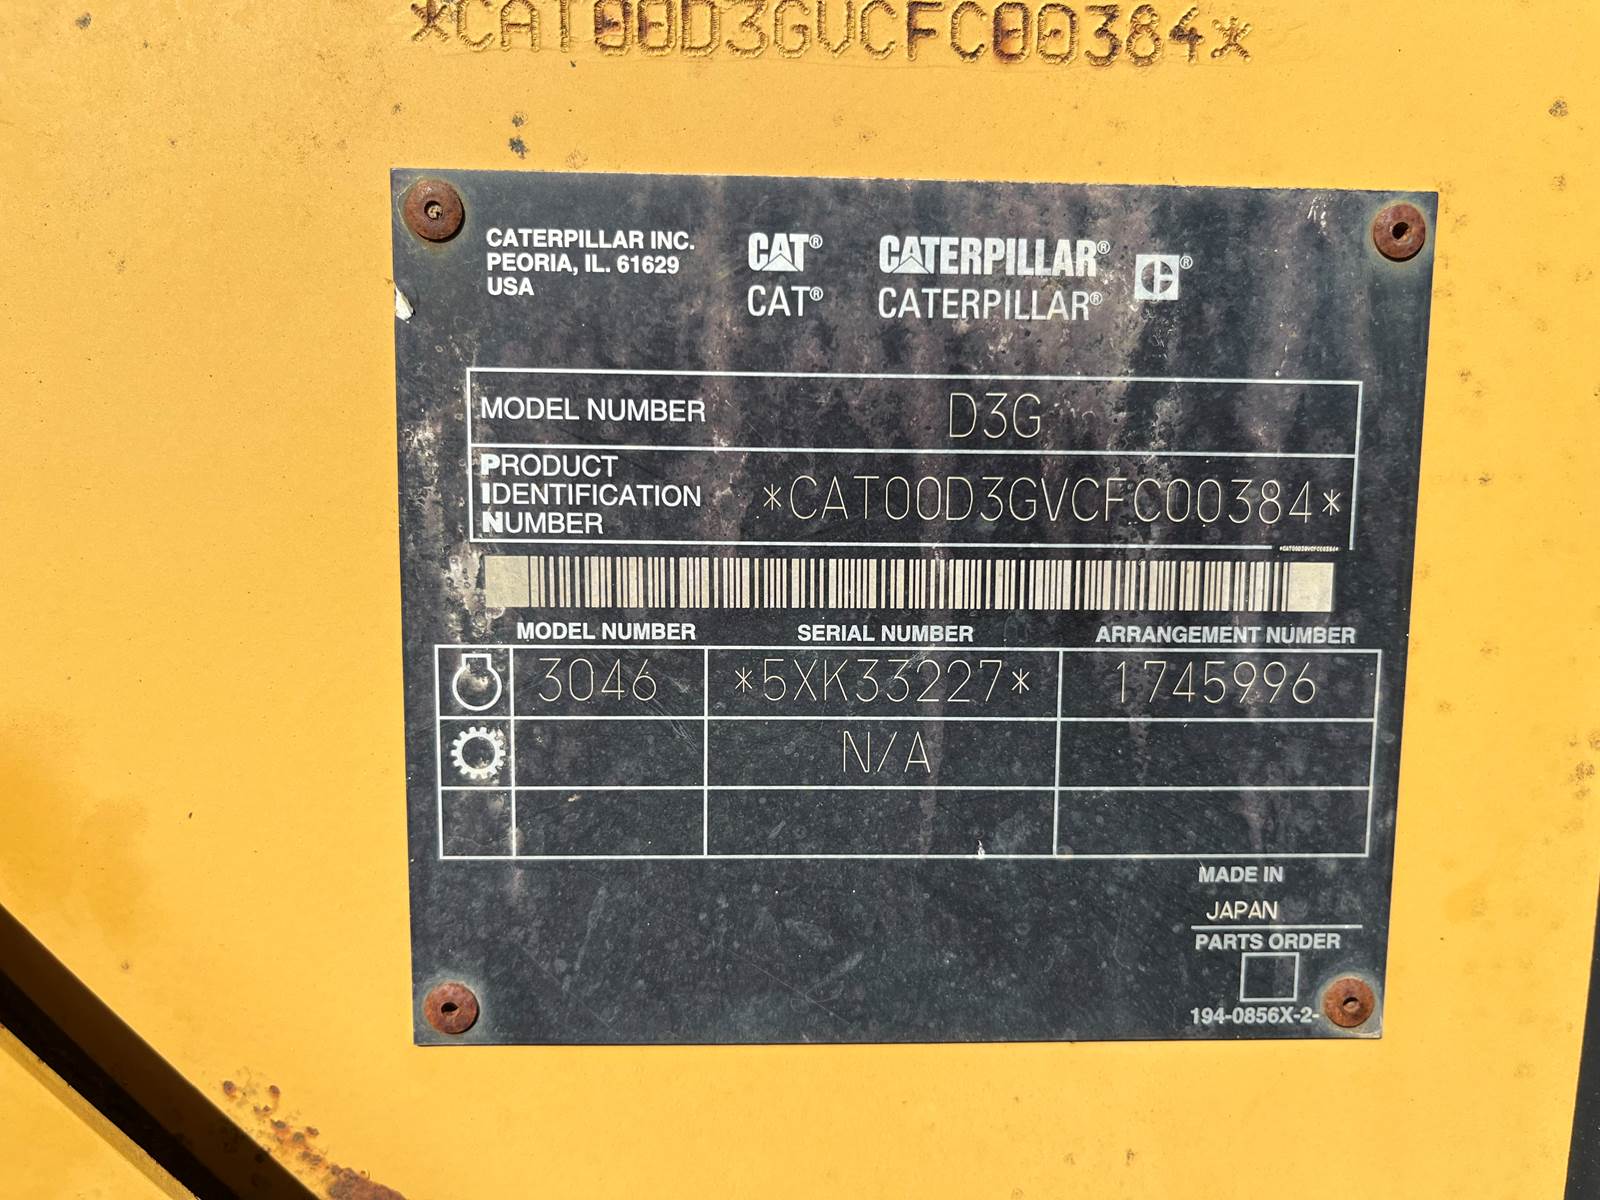 *CAT00D3GVCFC00384*
CATERPILLAR INC.
PEORIA, IL. 61629
USA
CAT® CATERPILLAR® C®
CAT® CATERPILLAR®
MODEL NUMBER D3G
PRODUCT
IDENTIFICATION
NUMBER
*CAT00D3GVCFC00384*
*CAT00D3GVCFC00384*
MODEL NUMBER SERIAL NUMBER ARRANGEMENT NUMBER
3046 *5XK33227* 1745996
N/A
MADE IN
JAPAN
PARTS ORDER
194-0856X-2-